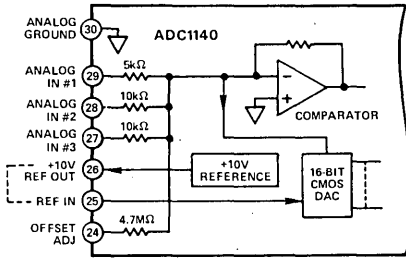 ANALOG
GROUND
30
ADC1140
ANALOG
IN #1
29
5kΩ
ANALOG
IN #2
28
10kΩ
ANALOG
IN #3
27
10kΩ
−
+
COMPARATOR
+10V
REF OUT
26
+10V
REFERENCE
REF IN
25
16-BIT
CMOS
DAC
OFFSET
ADJ
24
4.7MΩ